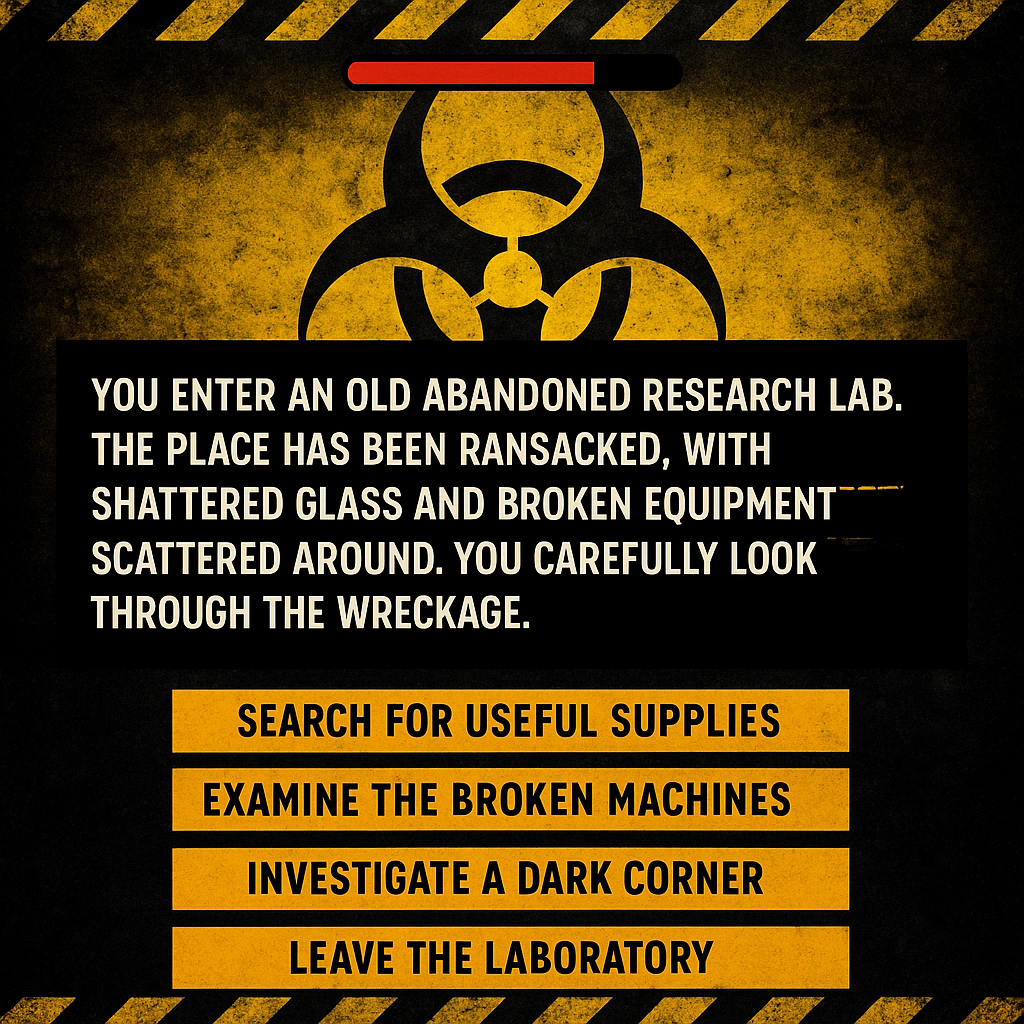 YOU ENTER AN OLD ABANDONED RESEARCH LAB.
THE PLACE HAS BEEN RANSACKED, WITH
SHATTERED GLASS AND BROKEN EQUIPMENT
SCATTERED AROUND. YOU CAREFULLY LOOK
THROUGH THE WRECKAGE.
SEARCH FOR USEFUL SUPPLIES
EXAMINE THE BROKEN MACHINES
INVESTIGATE A DARK CORNER
LEAVE THE LABORATORY